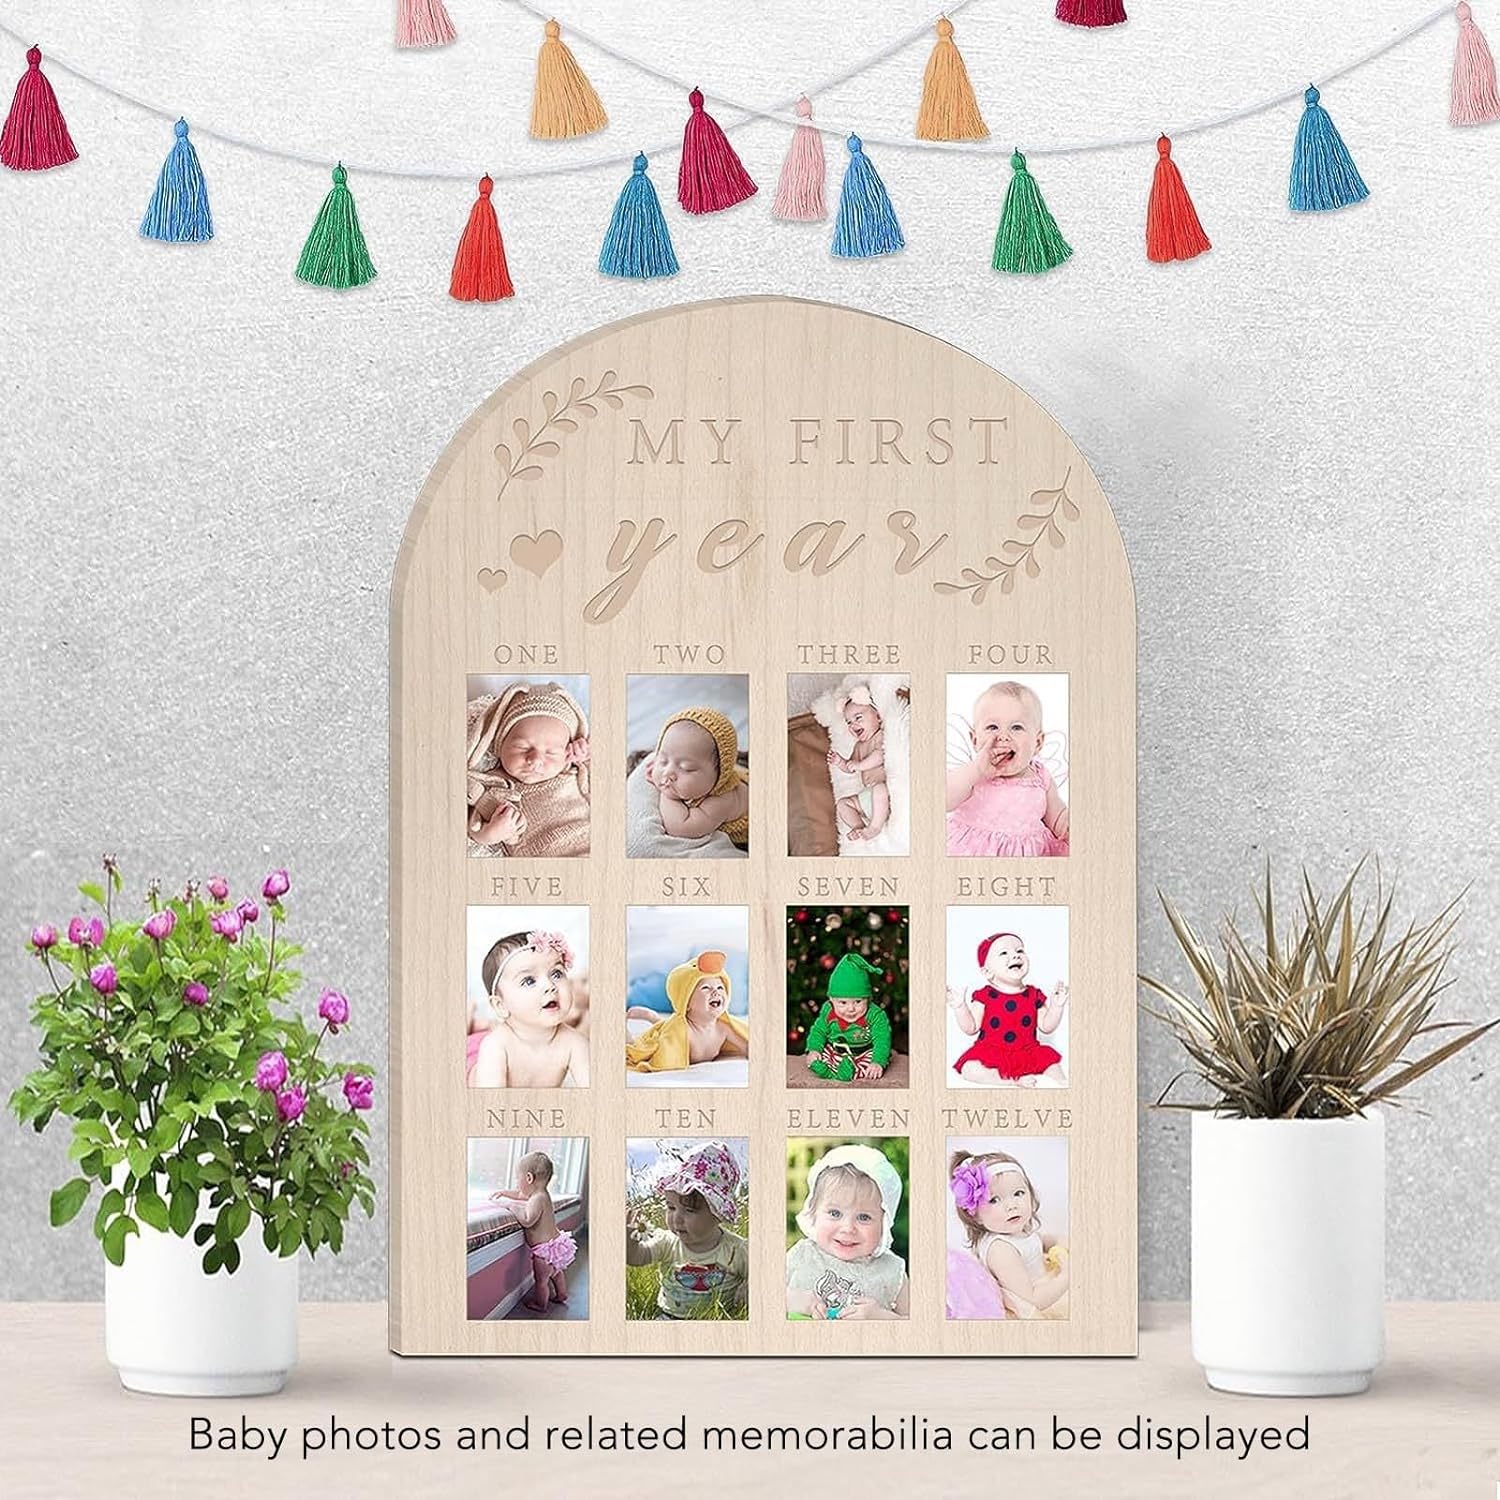 MY FIRST
year
ONE TWO THREE FOUR
FIVE SIX SEVEN EIGHT
NINE TEN ELEVEN TWELVE
Baby photos and related memorabilia can be displayed